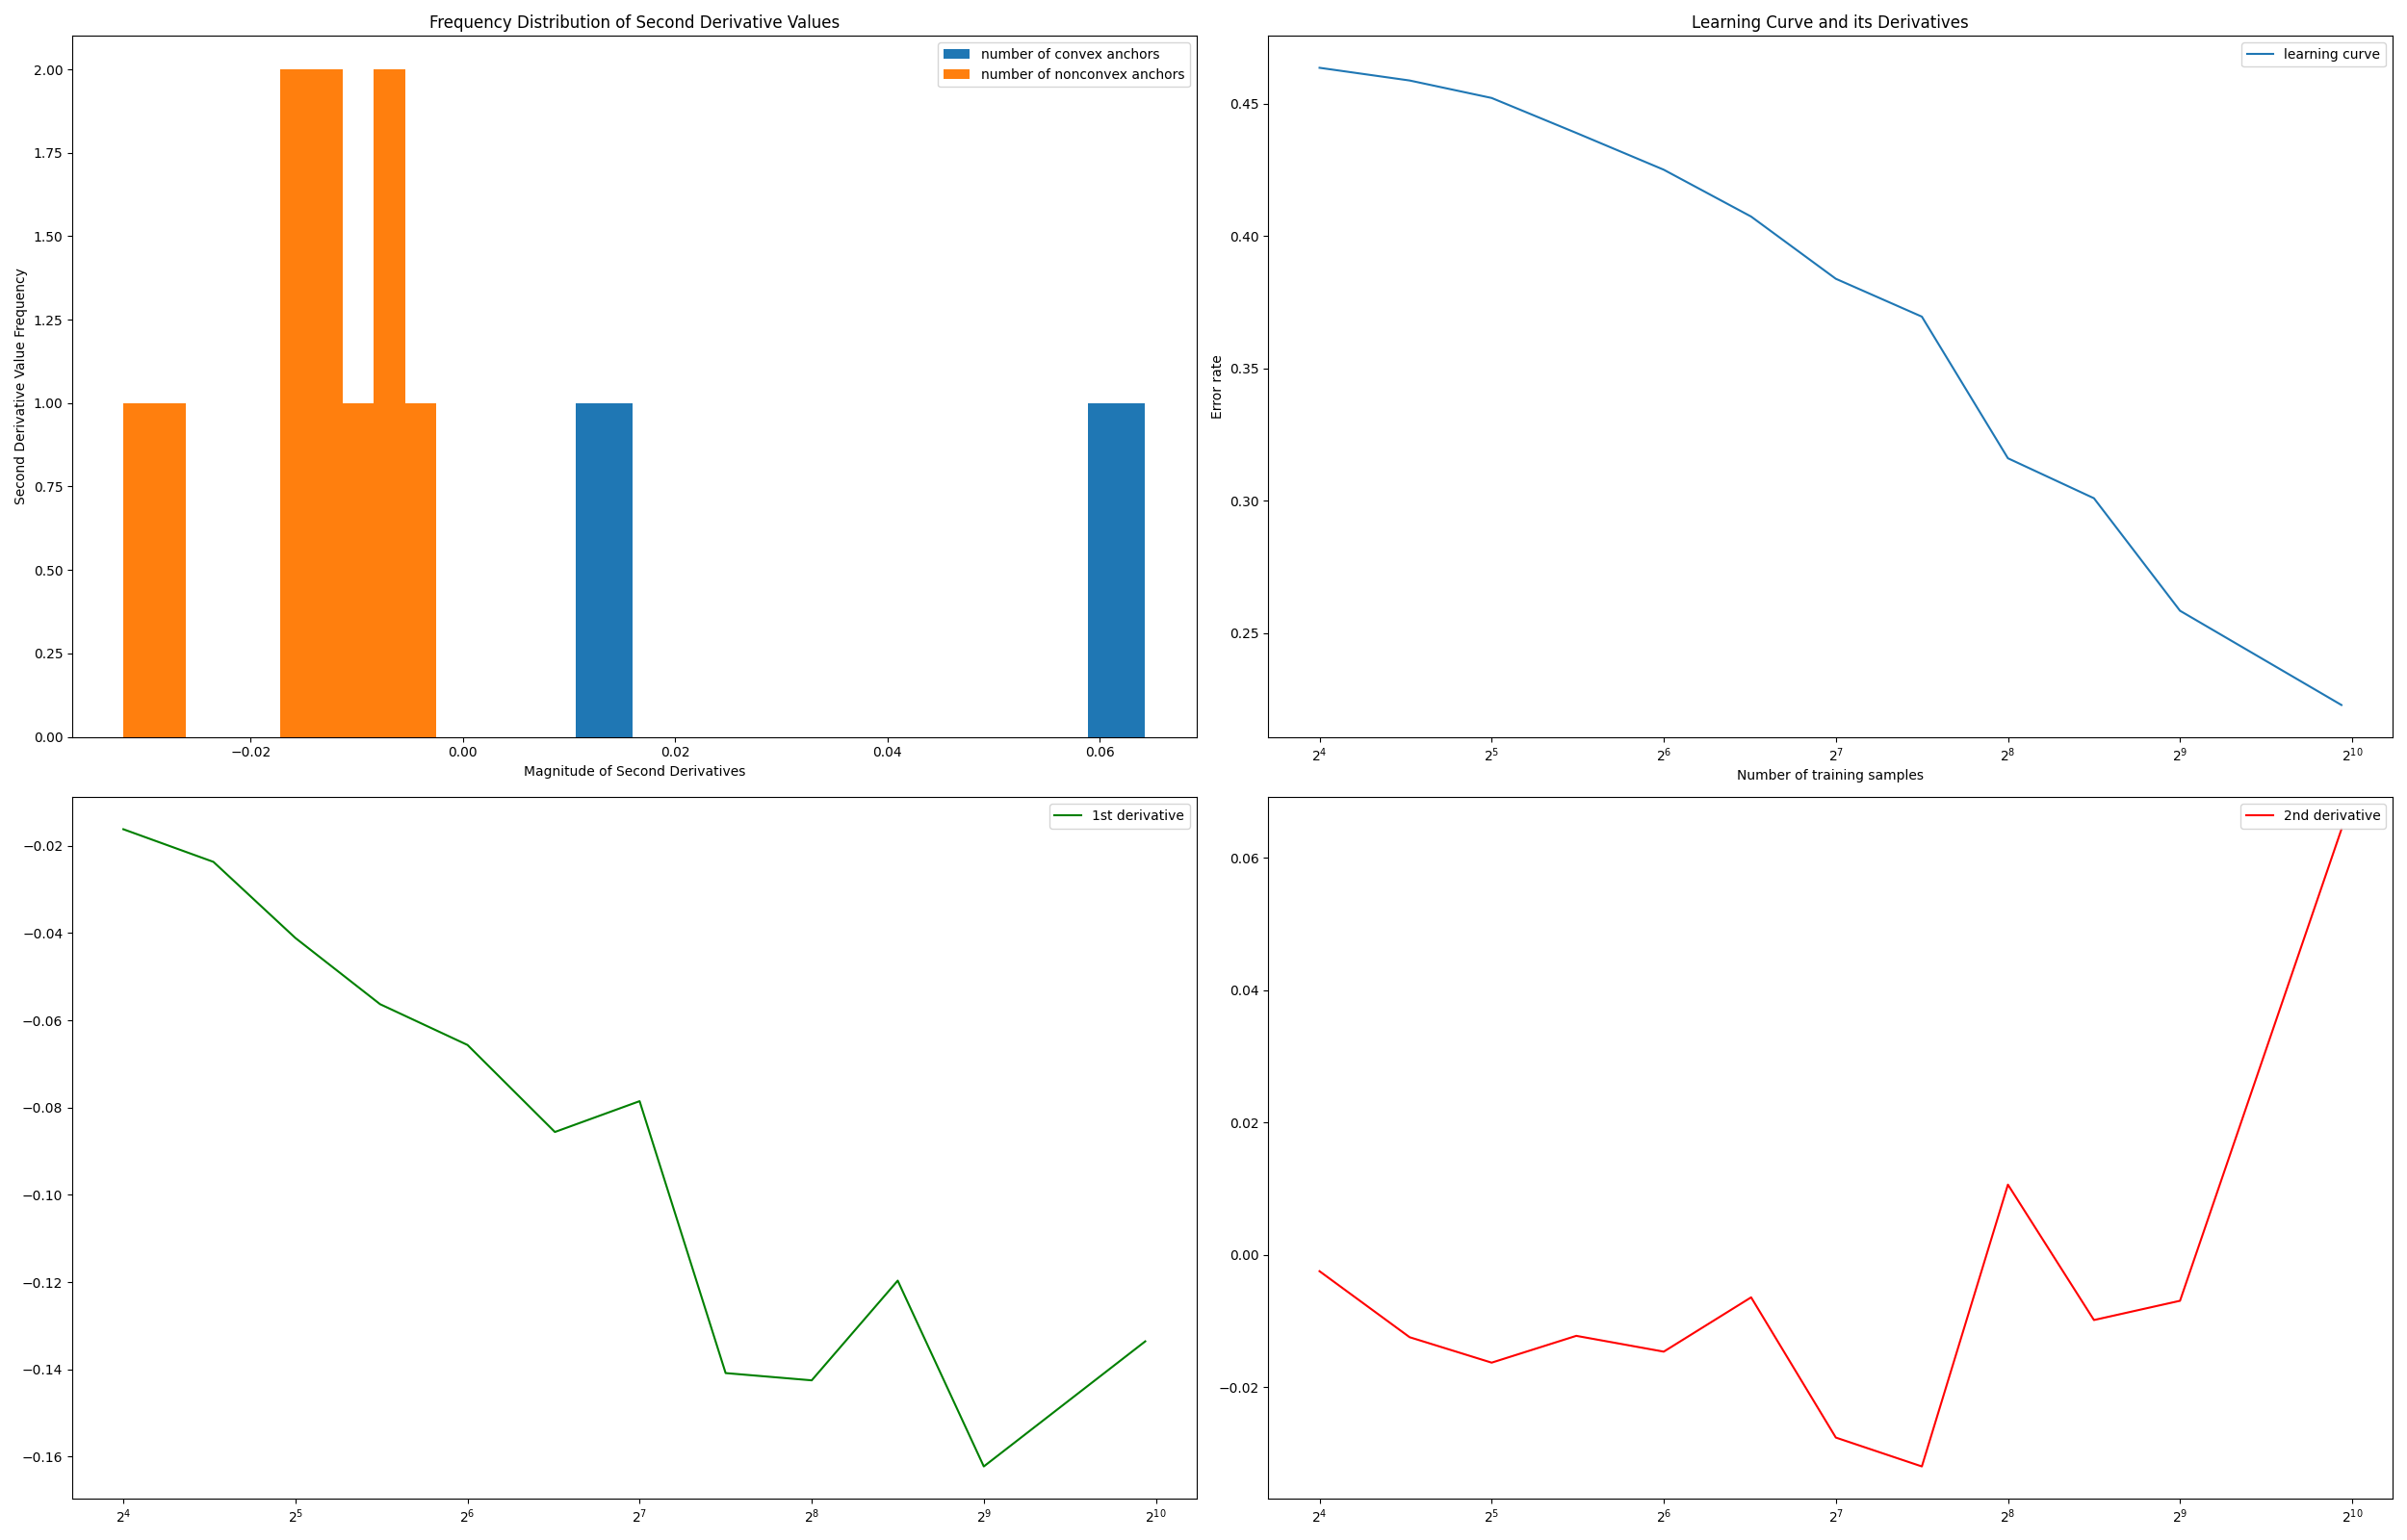 Frequency Distribution of Second Derivative Values
number of convex anchors
number of nonconvex anchors
Second Derivative Value Frequency
2.00
1.75
1.50
1.25
1.00
0.75
0.50
0.25
0.00
−0.02 0.00 0.02 0.04 0.06
Magnitude of Second Derivatives
Learning Curve and its Derivatives
learning curve
Error rate
0.45
0.40
0.35
0.30
0.25
2⁴ 2⁵ 2⁶ 2⁷ 2⁸ 2⁹ 2¹⁰
Number of training samples
1st derivative
−0.02
−0.04
−0.06
−0.08
−0.10
−0.12
−0.14
−0.16
2⁴ 2⁵ 2⁶ 2⁷ 2⁸ 2⁹ 2¹⁰
2nd derivative
0.06
0.04
0.02
0.00
−0.02
2⁴ 2�5 2⁶ 2⁷ 2⁸ 2⁹ 2¹⁰